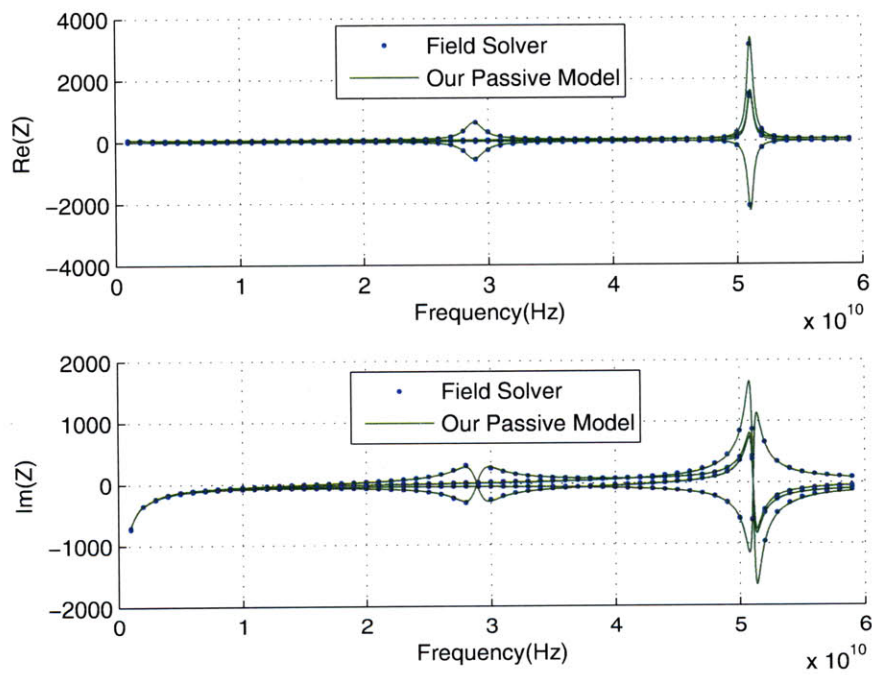 4000
2000
0
−2000
−4000
Re(Z)
Field Solver
Our Passive Model
0
1
2
3
4
5
6
Frequency(Hz)
x 10^10
2000
1000
0
−1000
−2000
Im(Z)
Field Solver
Our Passive Model
0
1
2
3
4
5
6
Frequency(Hz)
x 10^10